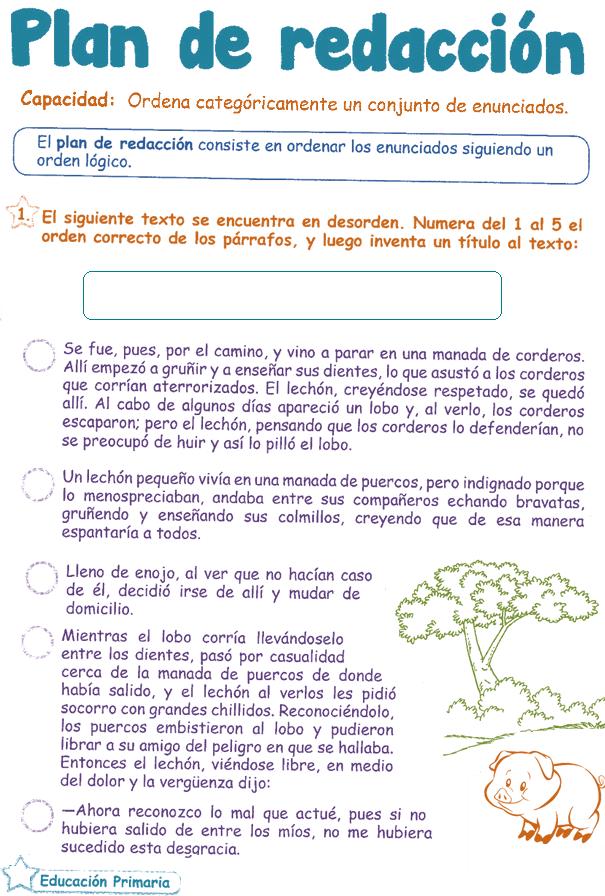 Plan de redacción
Capacidad: Ordena categóricamente un conjunto de enunciados.
El plan de redacción consiste en ordenar los enunciados siguiendo un
orden lógico.
1. El siguiente texto se encuentra en desorden. Numera del 1 al 5 el
orden correcto de los párrafos, y luego inventa un título al texto:
Se fue, pues, por el camino, y vino a parar en una manada de corderos.
Allí empezó a gruñir y a enseñar sus dientes, lo que asustó a los corderos
que corrían aterrorizados. El lechón, creyéndose respetado, se quedó
allí. Al cabo de algunos días apareció un lobo y, al verlo, los corderos
escaparon; pero el lechón, pensando que los corderos lo defenderían, no
se preocupó de huir y así lo pilló el lobo.
Un lechón pequeño vivía en una manada de puercos, pero indignado porque
lo menospreciaban, andaba entre sus compañeros echando bravatas,
gruñendo y enseñando sus colmillos, creyendo que de esa manera
espantaría a todos.
Lleno de enojo, al ver que no hacían caso
de él, decidió irse de allí y mudar de
domicilio.
Mientras el lobo corría llevándoselo
entre los dientes, pasó por casualidad
cerca de la manada de puercos de donde
había salido, y el lechón al verlos les pidió
socorro con grandes chillidos. Reconociéndolo,
los puercos embistieron al lobo y pudieron
librar a su amigo del peligro en que se hallaba.
Entonces el lechón, viéndose libre, en medio
del dolor y la vergüenza dijo:
—Ahora reconozco lo mal que actué, pues si no
hubiera salido de entre los míos, no me hubiera
sucedido esta desgracia.
Educación Primaria